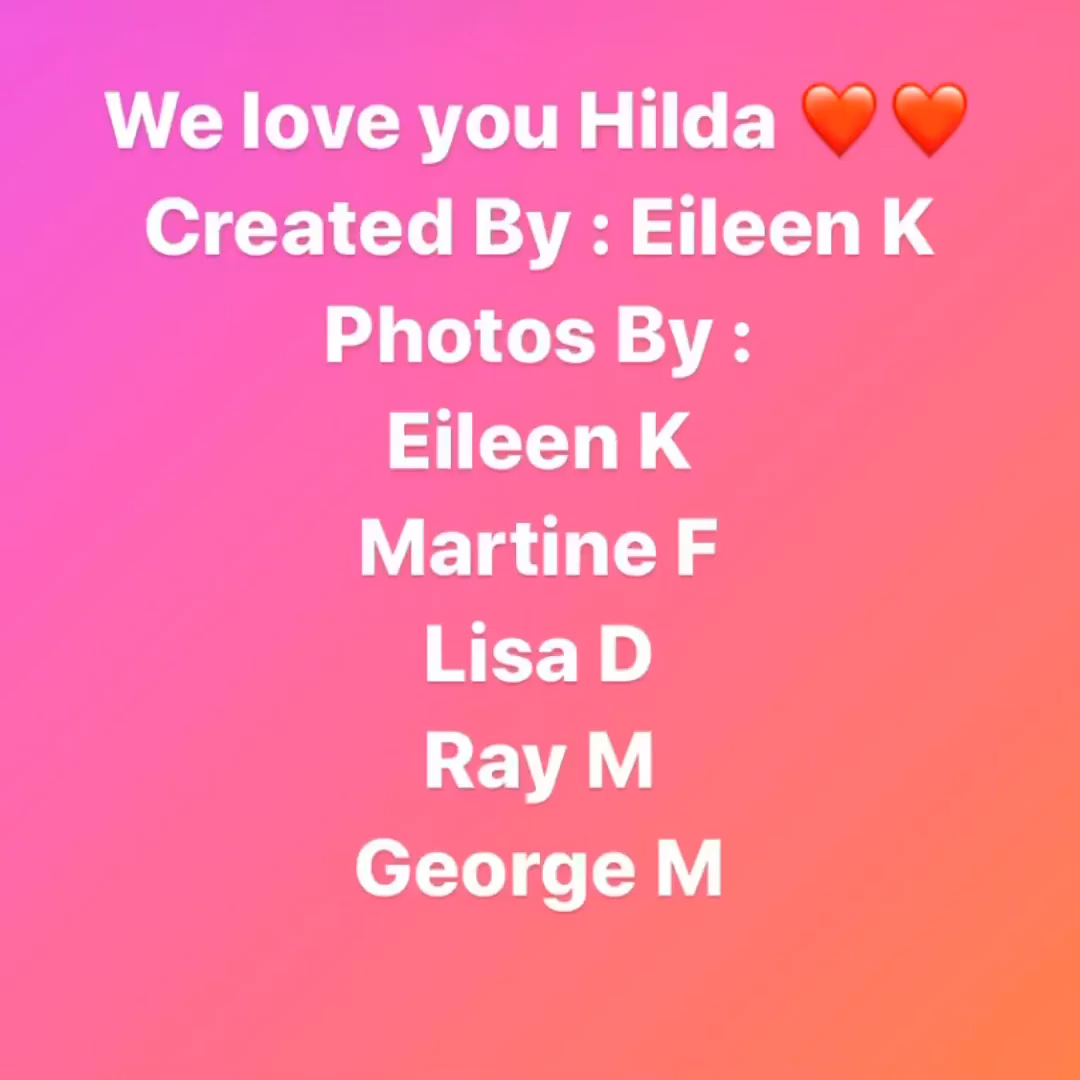 We love you Hilda ❤️❤️
Created By : Eileen K
Photos By :
Eileen K
Martine F
Lisa D
Ray M
George M